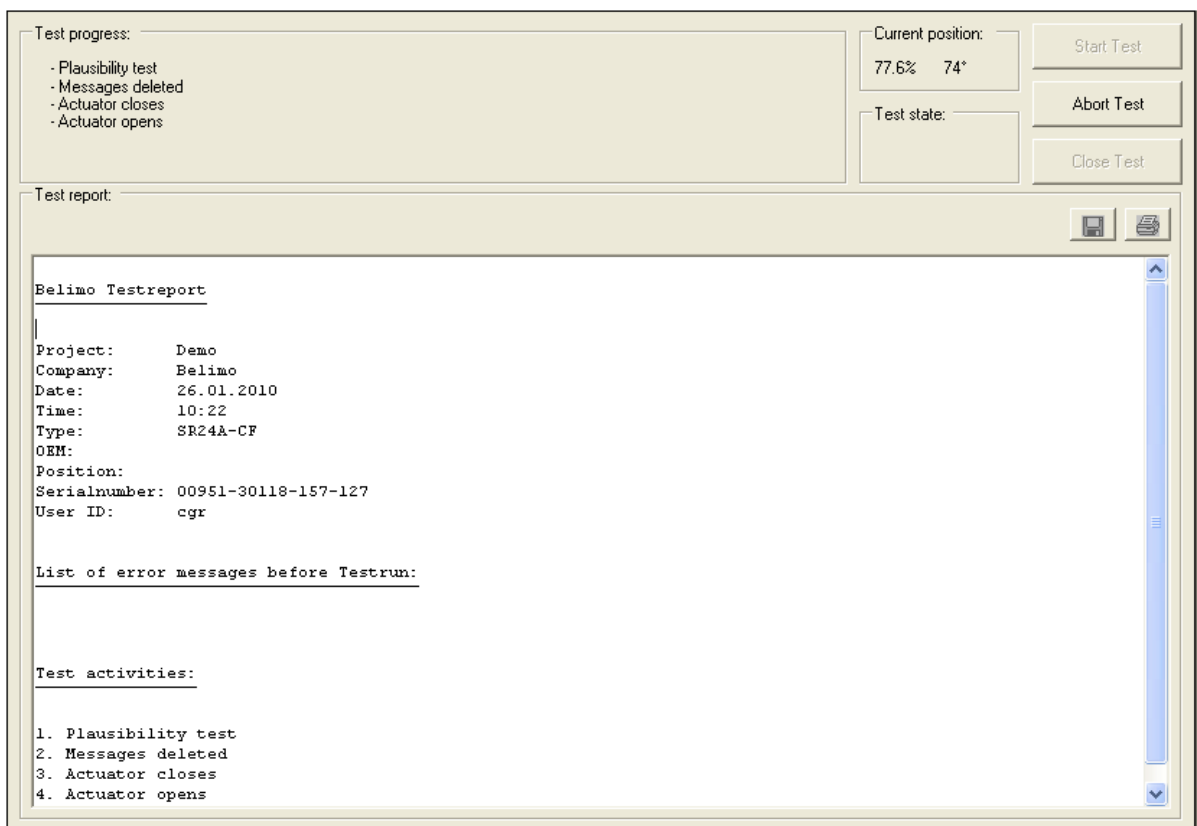 Test progress:
- Plausibility test
- Messages deleted
- Actuator closes
- Actuator opens
Current position:
77.6% 74°
Test state:
Start Test
Abort Test
Close Test
Test report:
Belimo Testreport
Project: Demo
Company: Belimo
Date: 26.01.2010
Time: 10:22
Type: SR24A-CF
OEM:
Position:
Serialnumber: 00951-30118-157-127
User ID: cgr
List of error messages before Testrun:
Test activities:
1. Plausibility test
2. Messages deleted
3. Actuator closes
4. Actuator opens